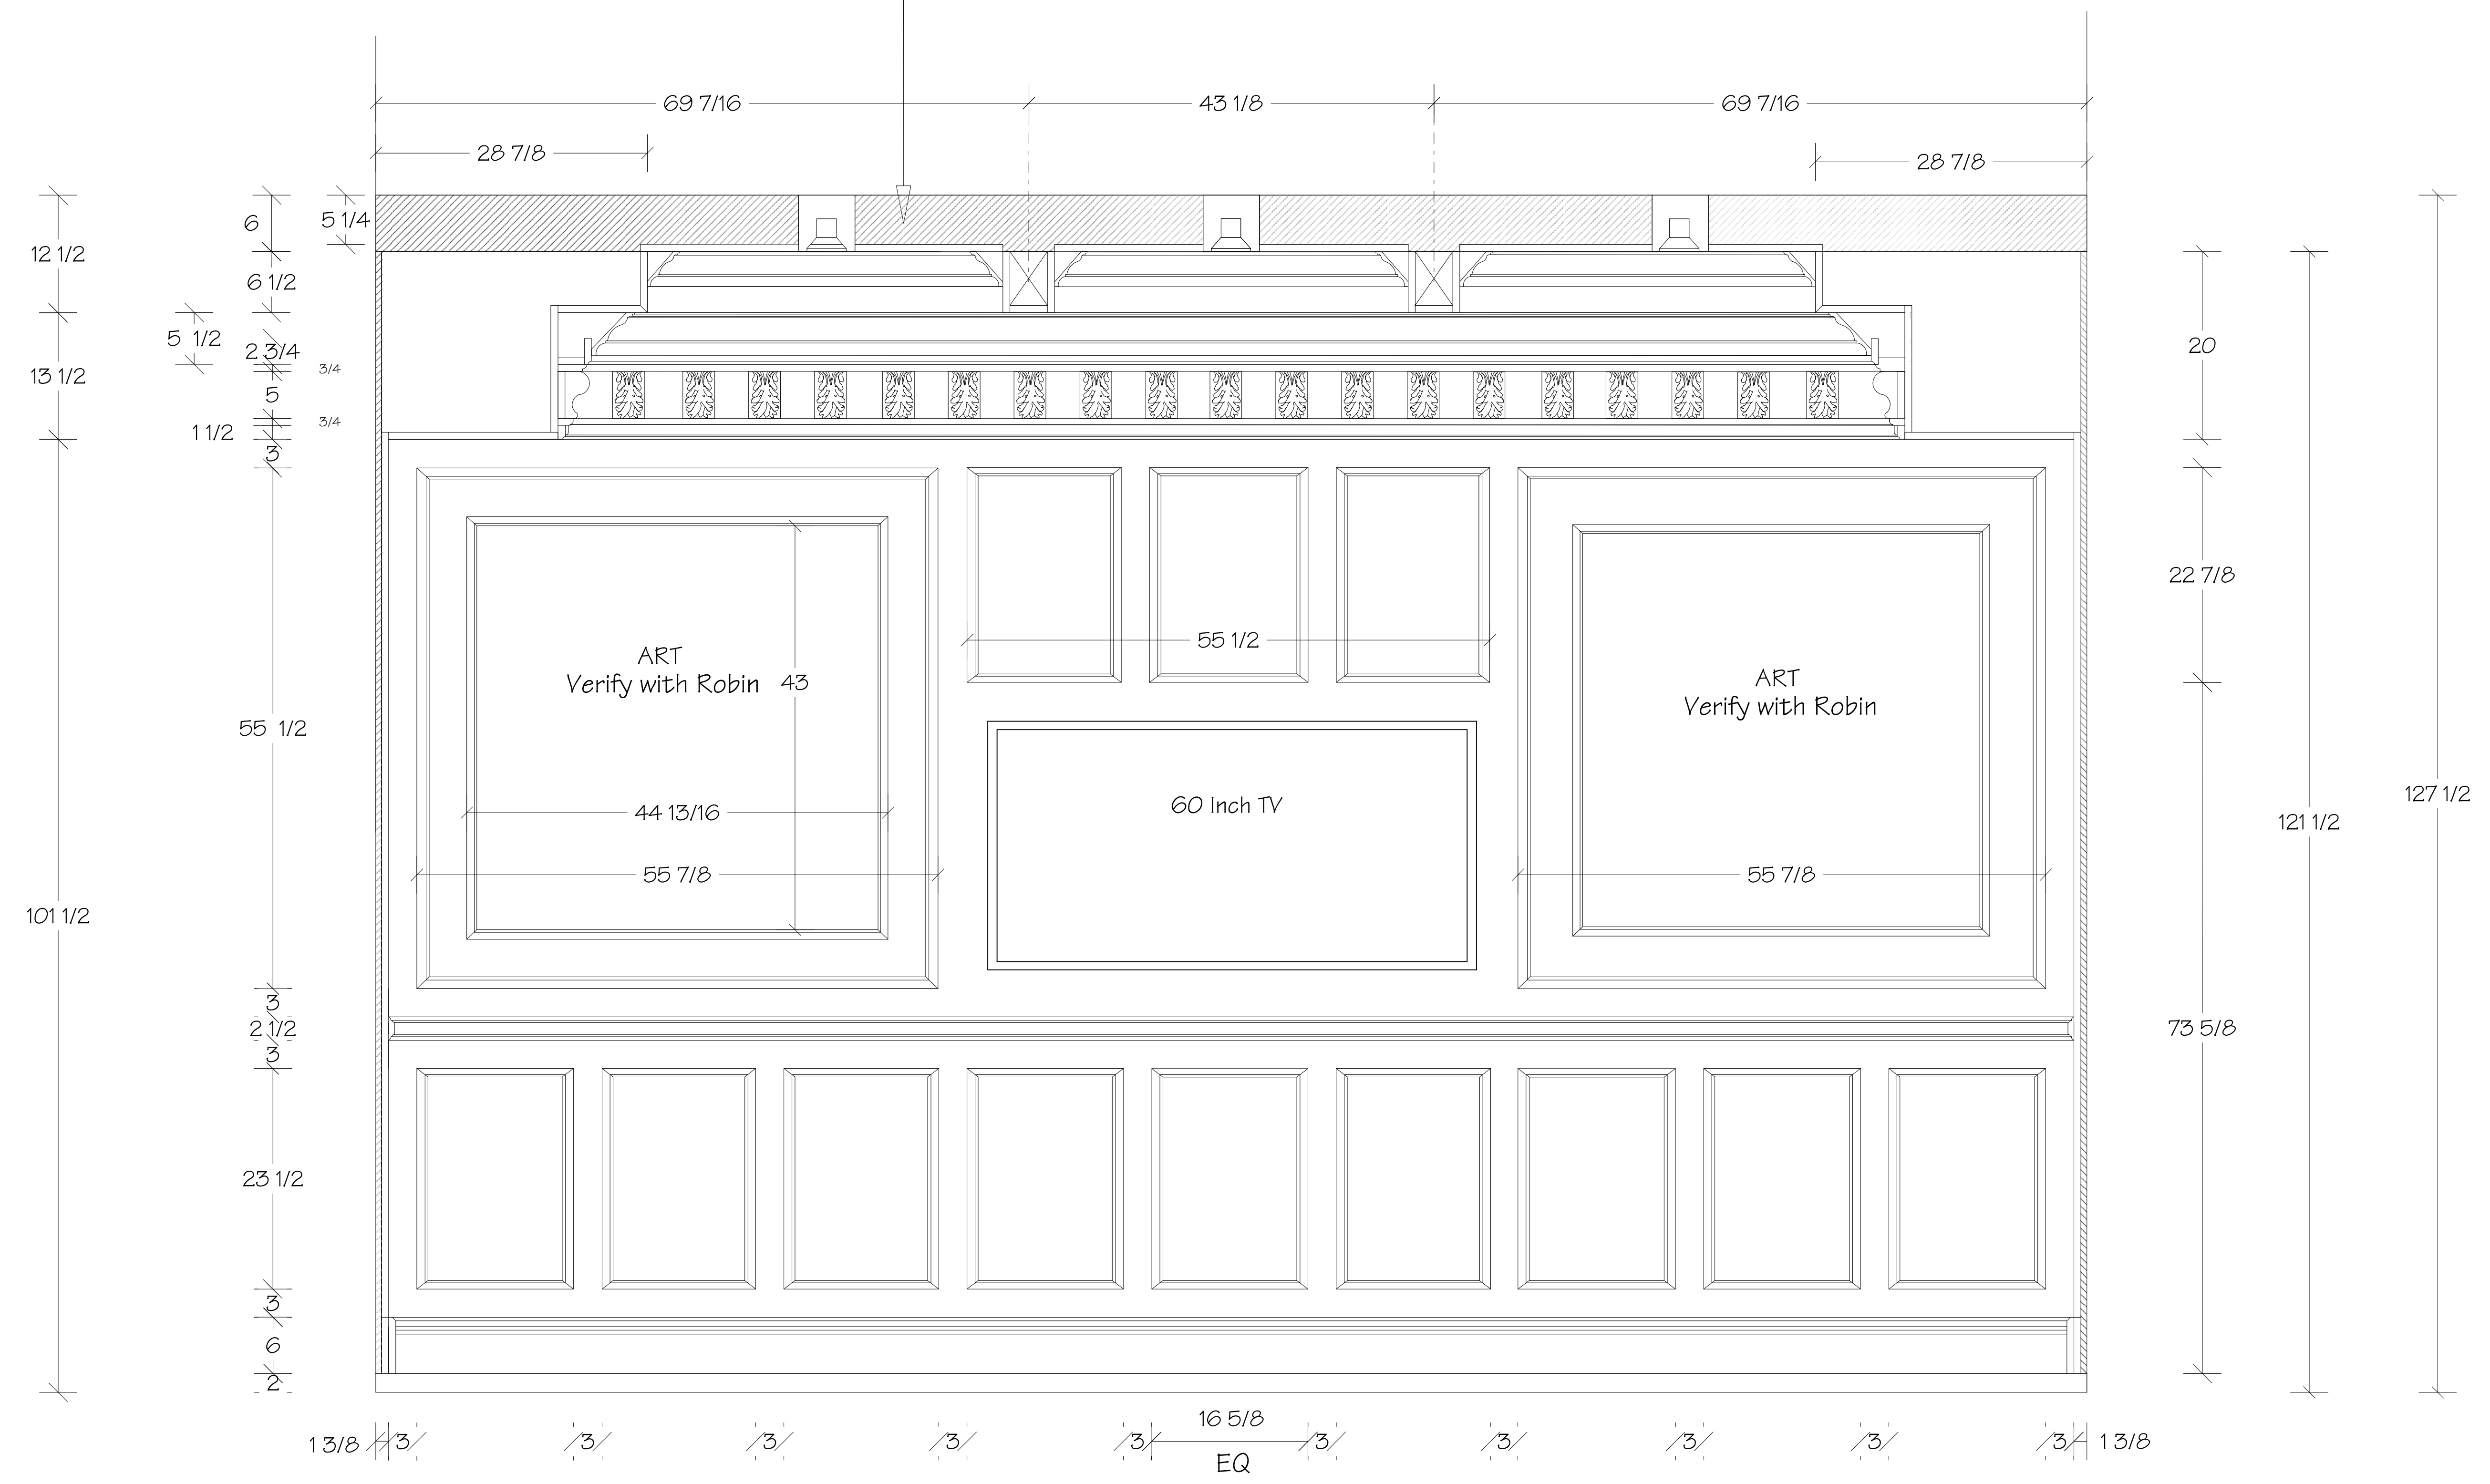 69 7/16 43 1/8 69 7/16
28 7/8 28 7/8
6 5 1/4
12 1/2
6 1/2
5 1/2 20
2 3/4
3/4
13 1/2
5
3/4
1 1/2
3
22 7/8
55 1/2
ART
Verify with Robin 43
ART
Verify with Robin
55 1/2
127 1/2
60 Inch TV
44 13/16
121 1/2
55 7/8 55 7/8
101 1/2
3
2 1/2 73 5/8
3
23 1/2
3
6
2
16 5/8
1 3/8 3 3 3 3 3 3 3 3 3 3 1 3/8
EQ